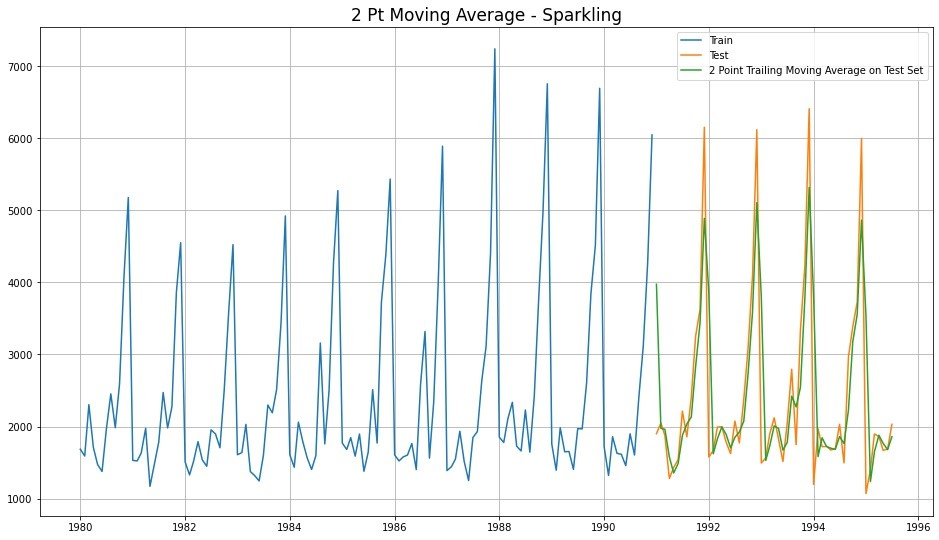 2 Pt Moving Average - Sparkling
Train
Test
2 Point Trailing Moving Average on Test Set
7000
6000
5000
4000
3000
2000
1000
1980 1982 1984 1986 1988 1990 1992 1994 1996